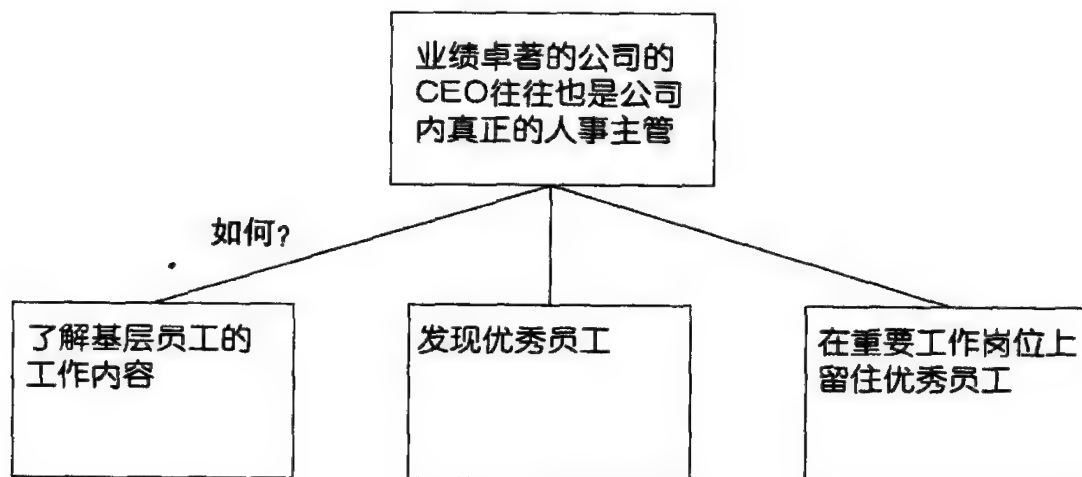 业绩卓著的公司的
CEO往往也是公司
内真正的人事主管
如何?
了解基层员工的
工作内容
发现优秀员工
在重要工作岗位上
留住优秀员工